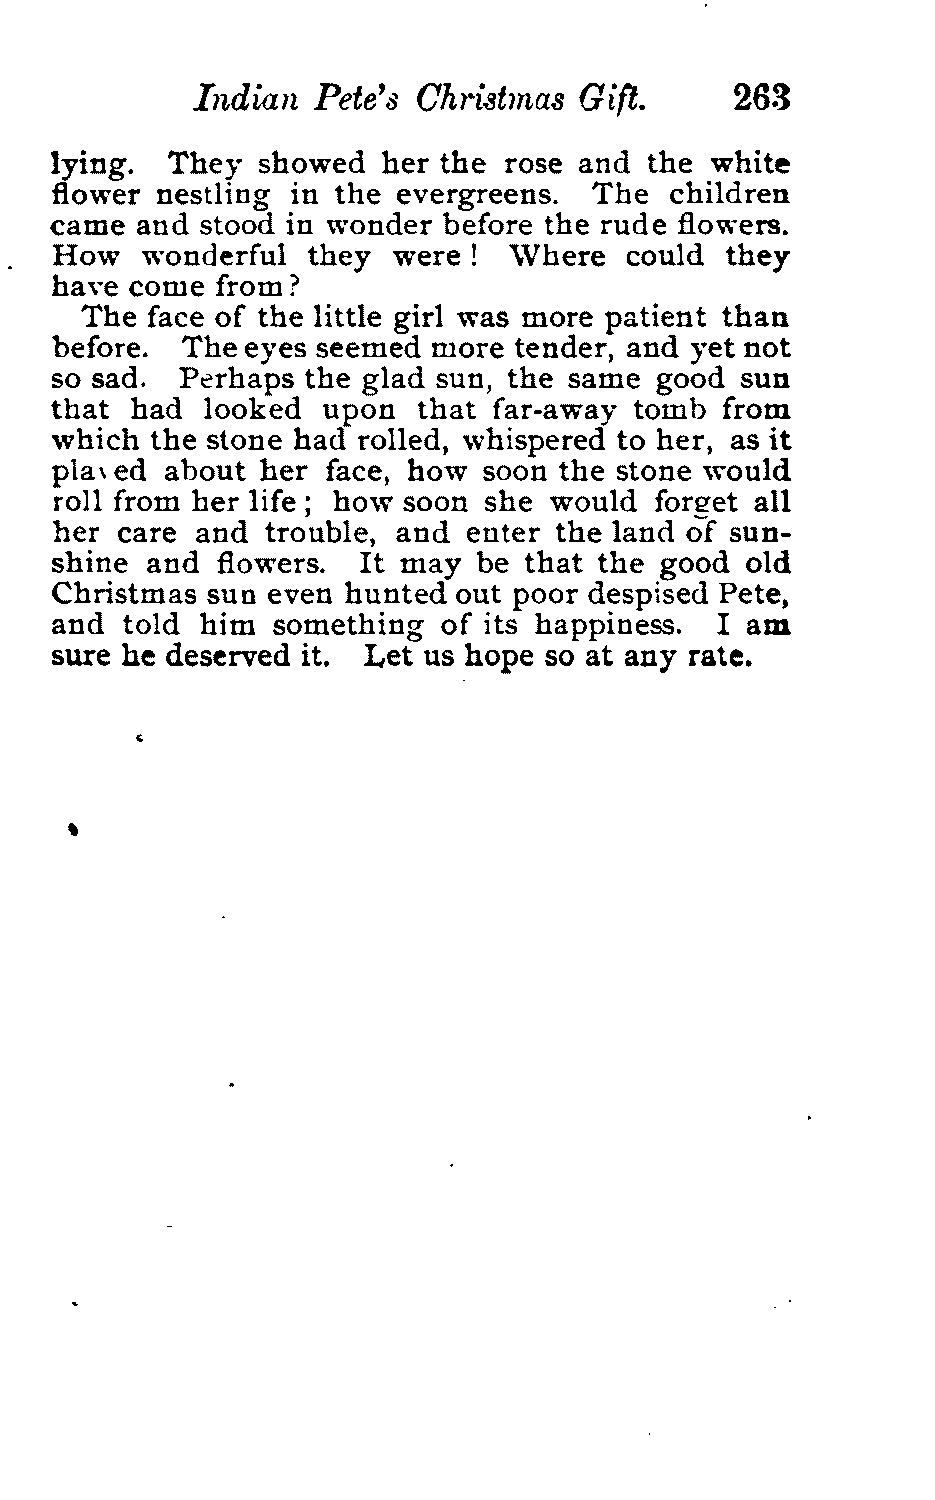 Indian Pete's Christmas Gift. 263
lying. They showed her the rose and the white
flower nestling in the evergreens. The children
came and stood in wonder before the rude flowers.
How wonderful they were! Where could they
have come from?
The face of the little girl was more patient than
before. The eyes seemed more tender, and yet not
so sad. Perhaps the glad sun, the same good sun
that had looked upon that far-away tomb from
which the stone had rolled, whispered to her, as it
played about her face, how soon the stone would
roll from her life; how soon she would forget all
her care and trouble, and enter the land of sun-
shine and flowers. It may be that the good old
Christmas sun even hunted out poor despised Pete,
and told him something of its happiness. I am
sure he deserved it. Let us hope so at any rate.